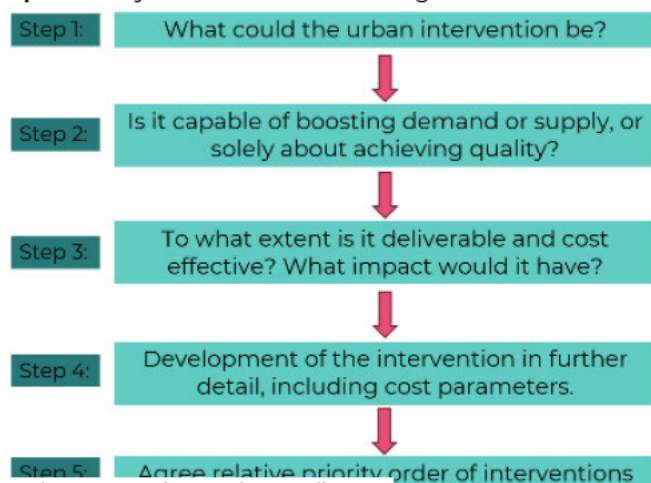 Step 1:
What could the urban intervention be?
Step 2:
Is it capable of boosting demand or supply, or
solely about achieving quality?
Step 3:
To what extent is it deliverable and cost
effective? What impact would it have?
Step 4:
Development of the intervention in further
detail, including cost parameters.
Step 5:
Agree relative priority order of interventions